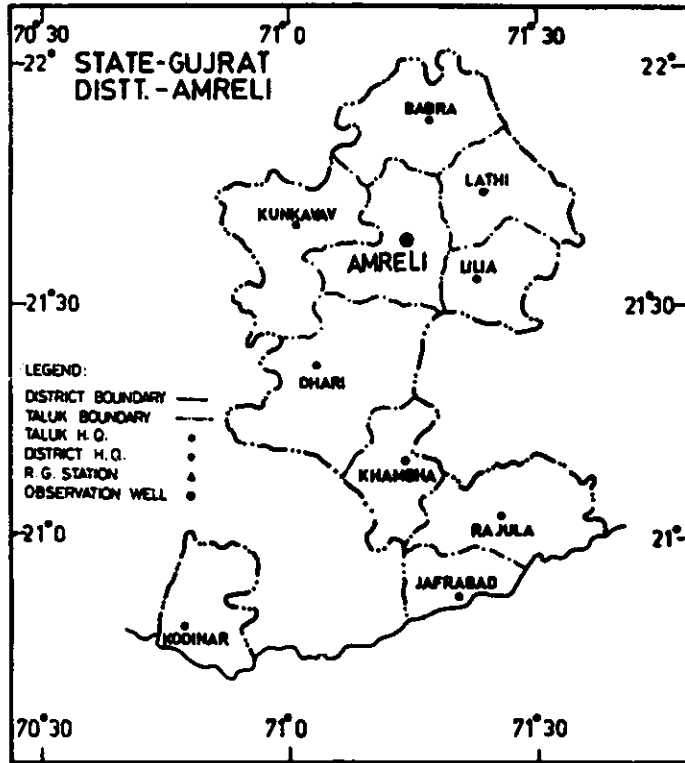 70°30 71°0 71°30
22° 22°
STATE-GUJRAT
DISTT.-AMRELI
BABRA
LATHI
KUNKAVAV
AMRELI
LILIA
21°30 21°30
LEGEND:
DHARI
DISTRICT BOUNDARY
TALUK BOUNDARY
TALUK H.Q.
DISTRICT H.Q.
R.G. STATION
OBSERVATION WELL
KHAMBHA
RAJULA
21°0 21°
JAFRABAD
KODINAR
70°30 71°0 71°30